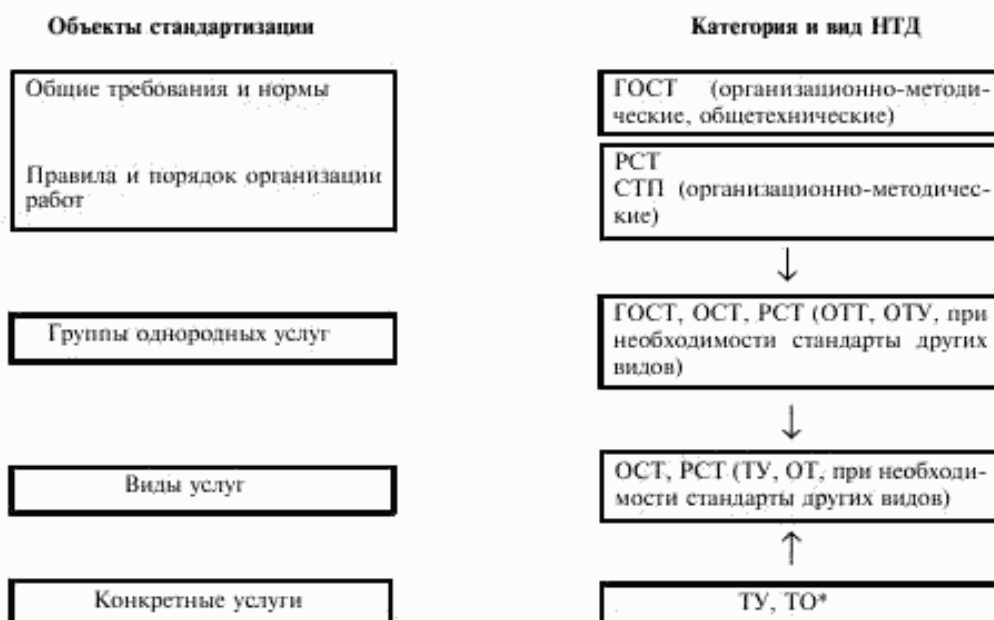 Объекты стандартизации
Категория и вид НТД
Общие требования и нормы
Правила и порядок организации
работ
ГОСТ (организационно-методи-
ческие, общетехнические)
РСТ
СТП (организационно-методичес-
кие)
Группы однородных услуг
ГОСТ, ОСТ, РСТ (ОТТ, ОТУ, при
необходимости стандарты других
видов)
Виды услуг
ОСТ, РСТ (ТУ, ОТ, при необходи-
мости стандарты других видов)
Конкретные услуги
ТУ, ТО*